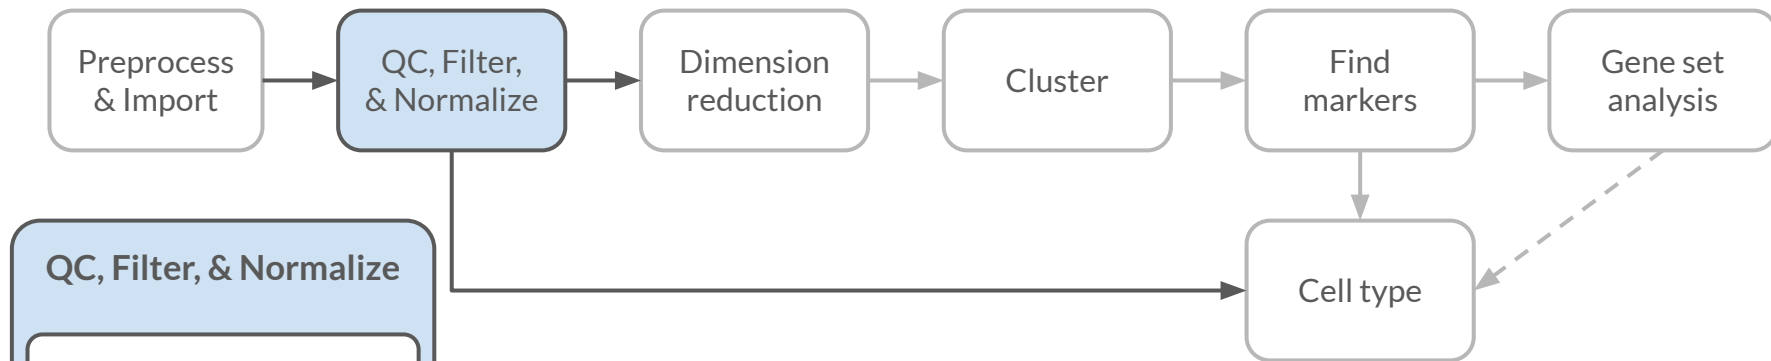 Preprocess
& Import
QC, Filter,
& Normalize
Dimension
reduction
Cluster
Find
markers
Gene set
analysis
QC, Filter, & Normalize
Cell type